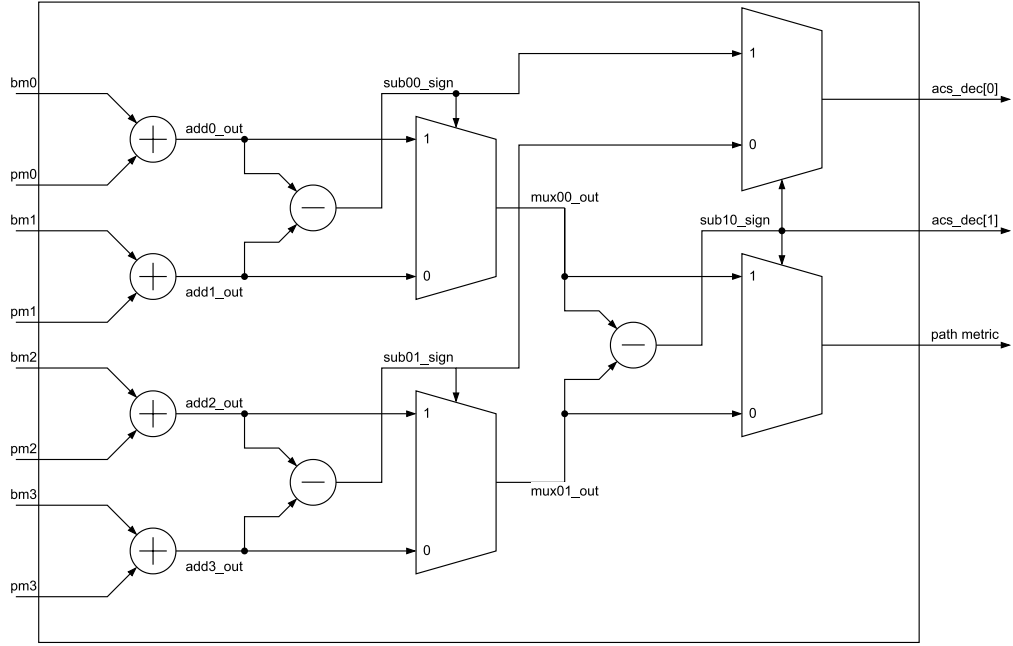 sub00_sign
1
bm0
acs_dec[0]
add0_out
1
0
pm0
mux00_out
bm1
sub10_sign
acs_dec[1]
0
1
add1_out
pm1
path metric
bm2
sub01_sign
add2_out
1
0
pm2
bm3
mux01_out
0
add3_out
pm3